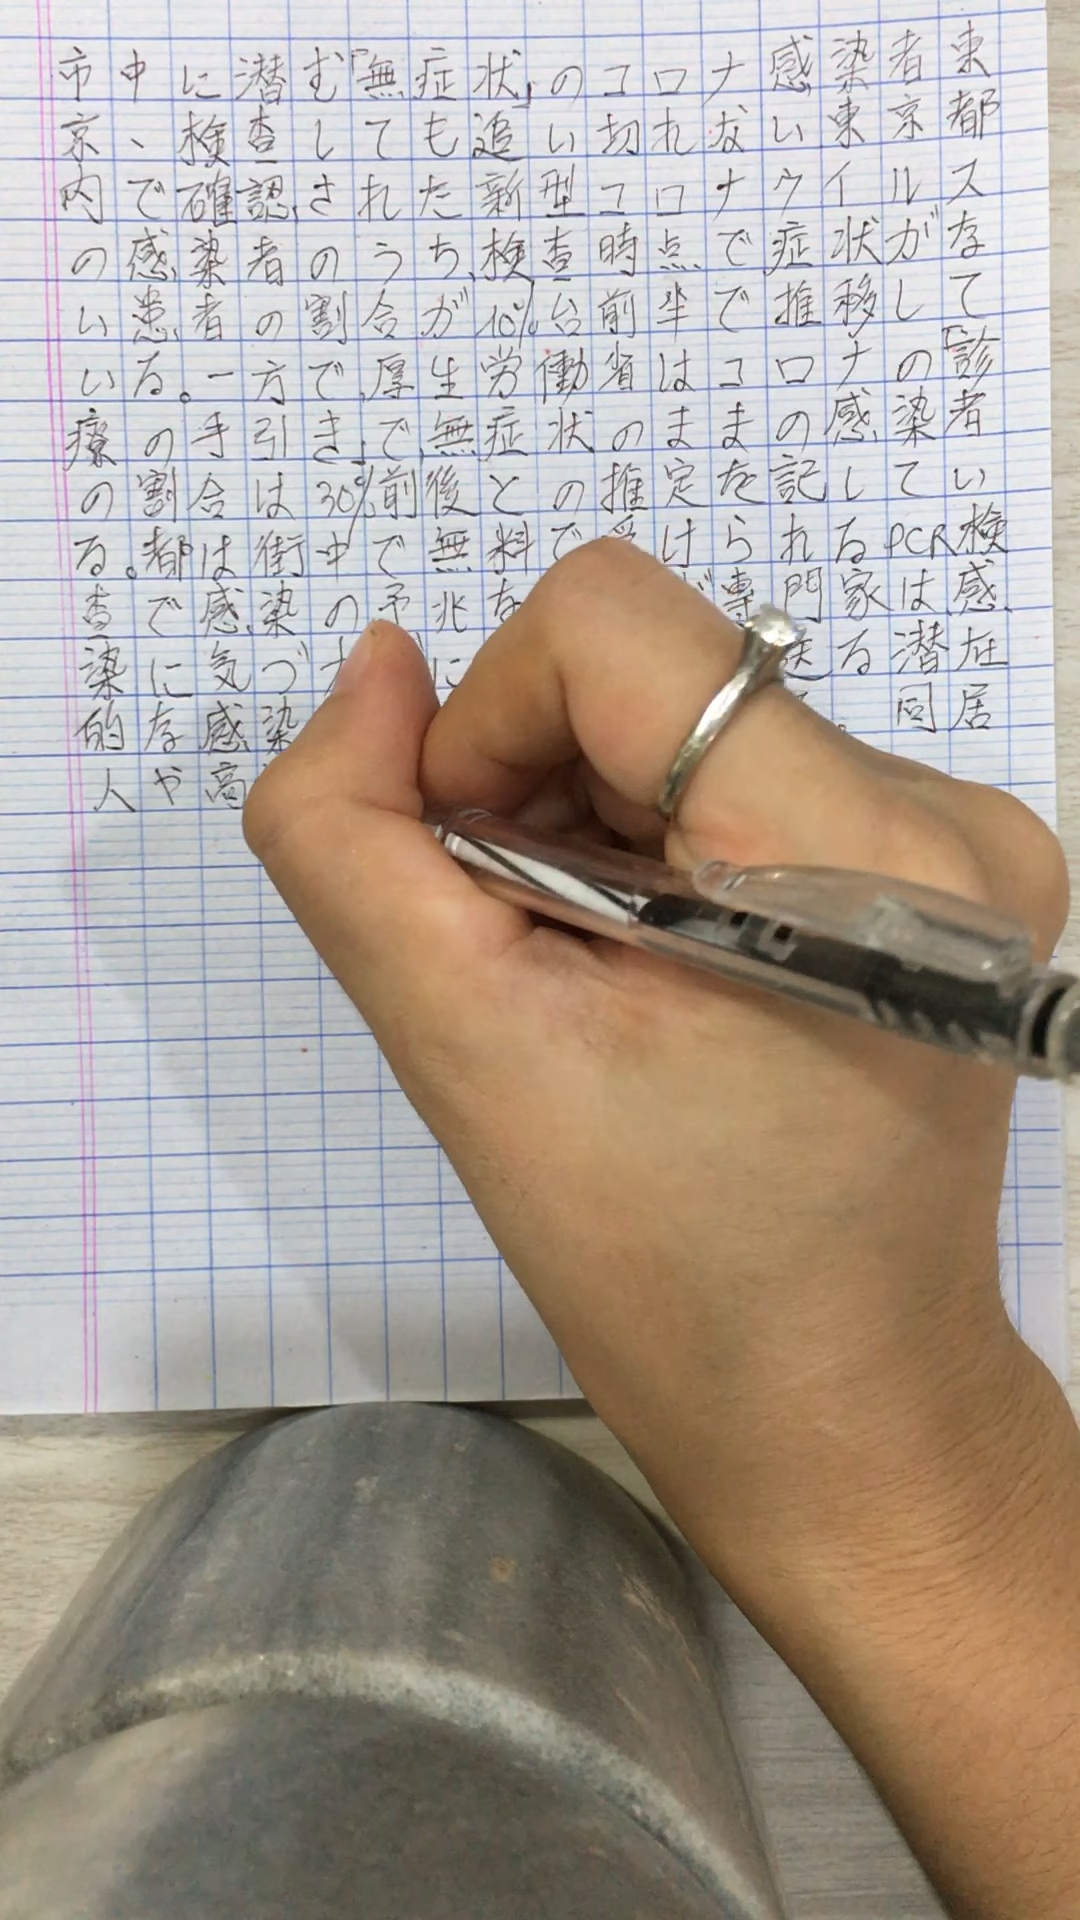 市中に潜む「無症状」のコロナ感染者東
京、検査しても追い切れない東京都
内で確認された新型コロナウイルス
の感染者のうち、検査時点で症状がな
い患者の割合が10%台前半で推移して
いる。一方で、厚生労働省はコロナの「診
療の手引き」で、無症状のままの感染者
の割合は30%前後との推定を記してい
る。都は街中で無料で受けられるPCR検
査で感染の予兆な 専門家は感
染に気づ に る潜在
的な感染 。同居
人や高